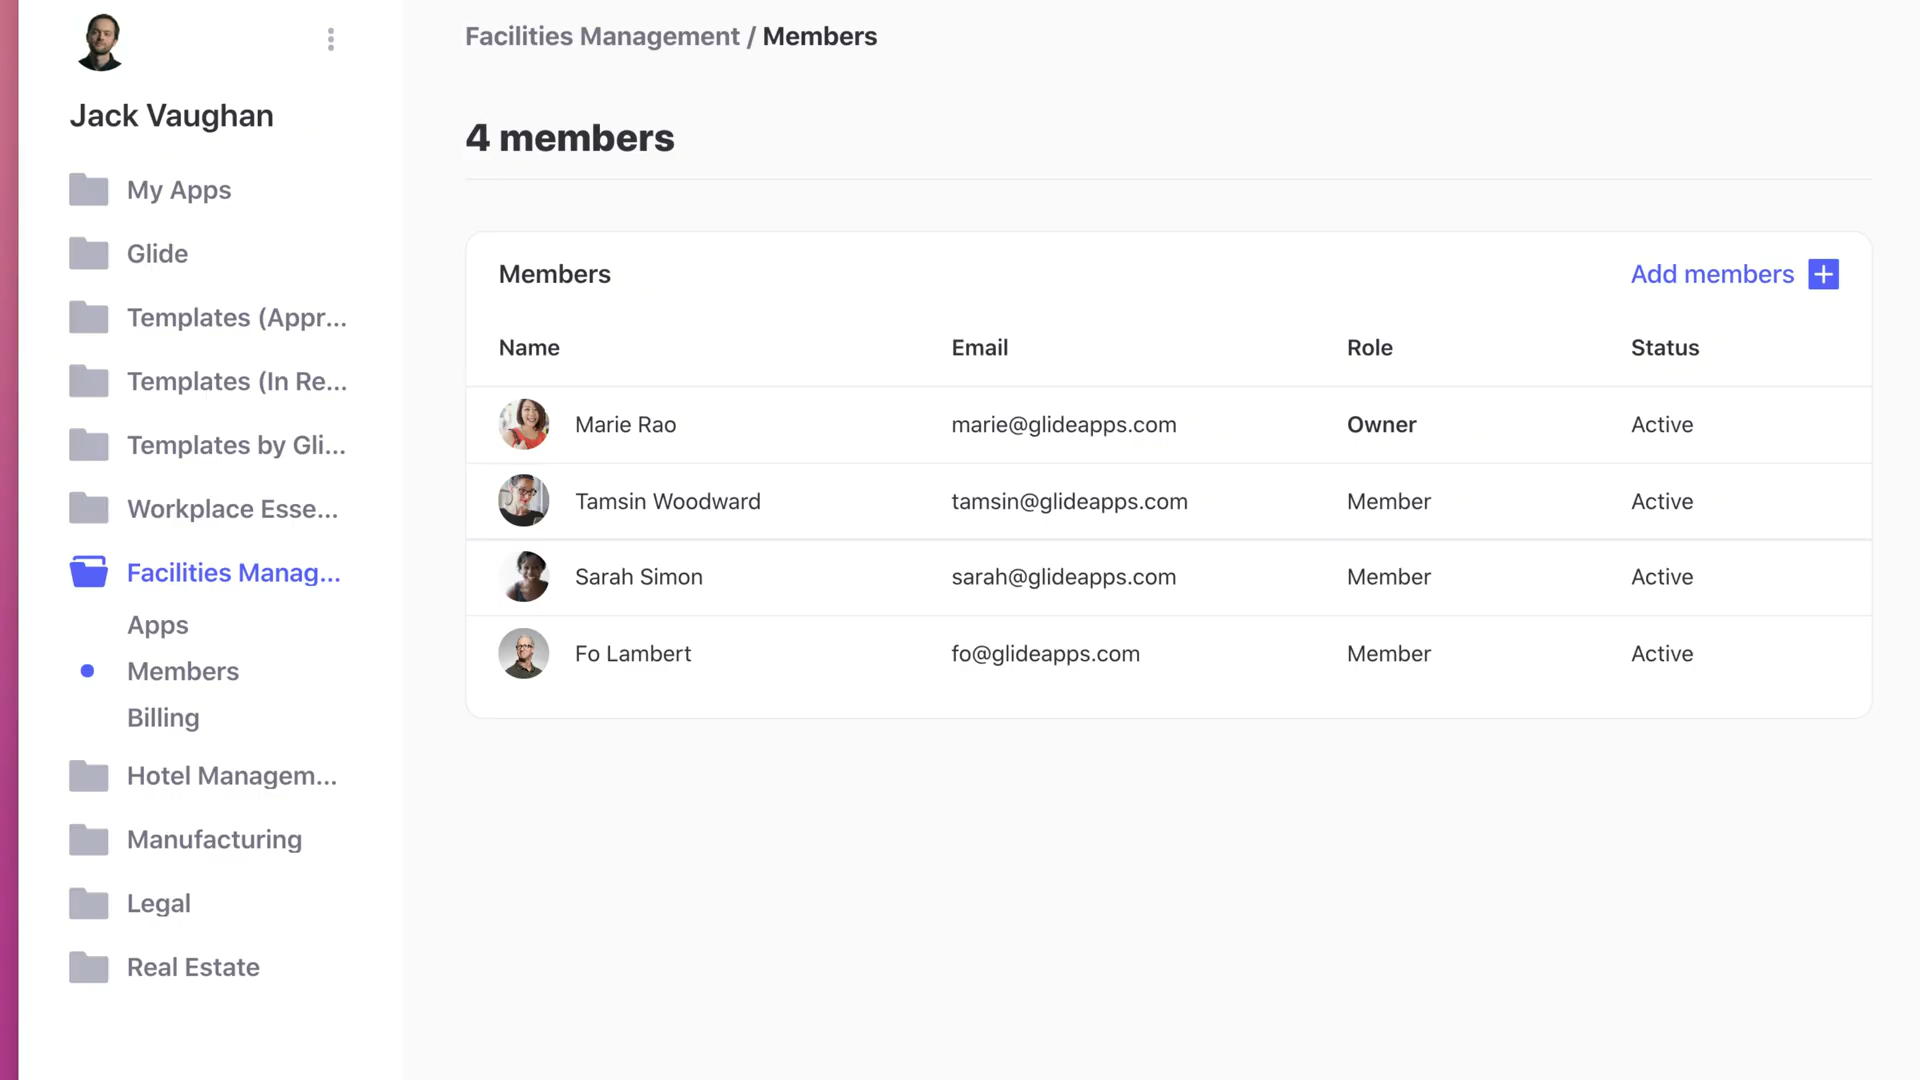 Jack Vaughan
My Apps
Glide
Templates (Appr...
Templates (In Re...
Templates by Gli...
Workplace Esse...
Facilities Manag...
Apps
Members
Billing
Hotel Managem...
Manufacturing
Legal
Real Estate
Facilities Management / Members
4 members
Members
Add members
Name Email Role Status
Marie Rao marie@glideapps.com Owner Active
Tamsin Woodward tamsin@glideapps.com Member Active
Sarah Simon sarah@glideapps.com Member Active
Fo Lambert fo@glideapps.com Member Active